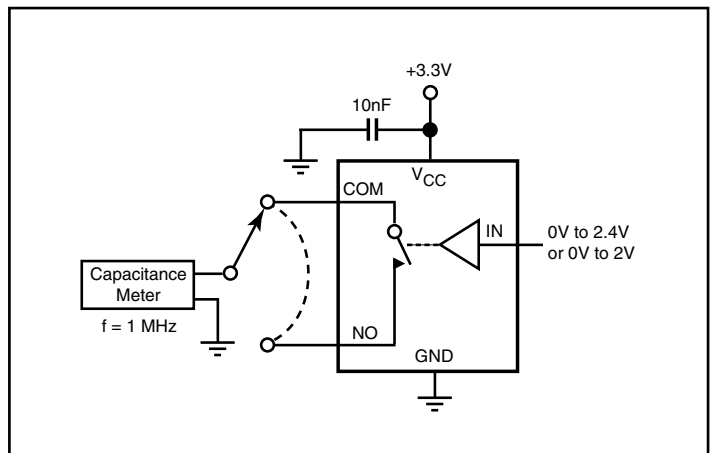 +3.3V
10nF
VCC
COM
IN
0V to 2.4V
or 0V to 2V
Capacitance
Meter
f = 1 MHz
NO
GND